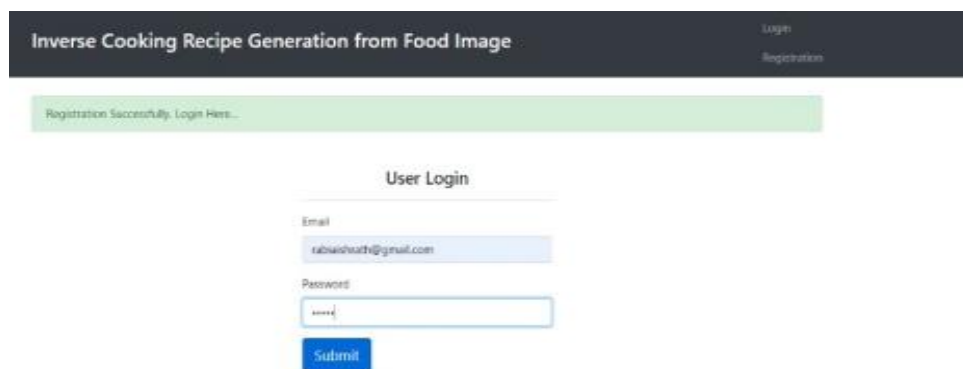 Inverse Cooking Recipe Generation from Food Image
Login
Registration
Registration Successfully. Login Here...
User Login
Email
Password
Submit